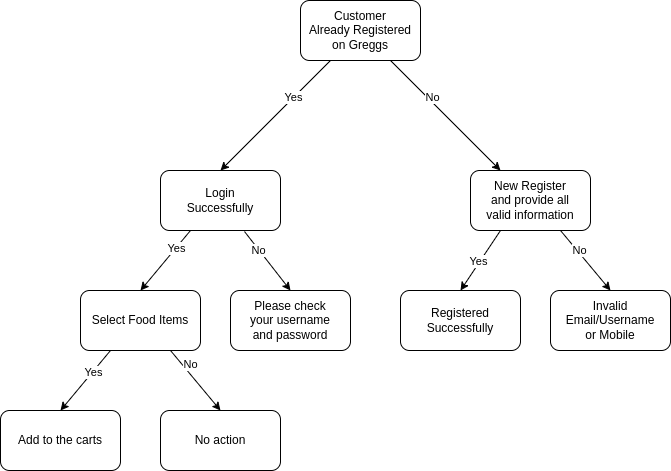 Customer
Already Registered
on Greggs
Yes
No
Login
Successfully
New Register
and provide all
valid information
Yes
No
Yes
No
Select Food Items
Please check
your username
and password
Registered
Successfully
Invalid
Email/Username
or Mobile
Yes
No
Add to the carts
No action